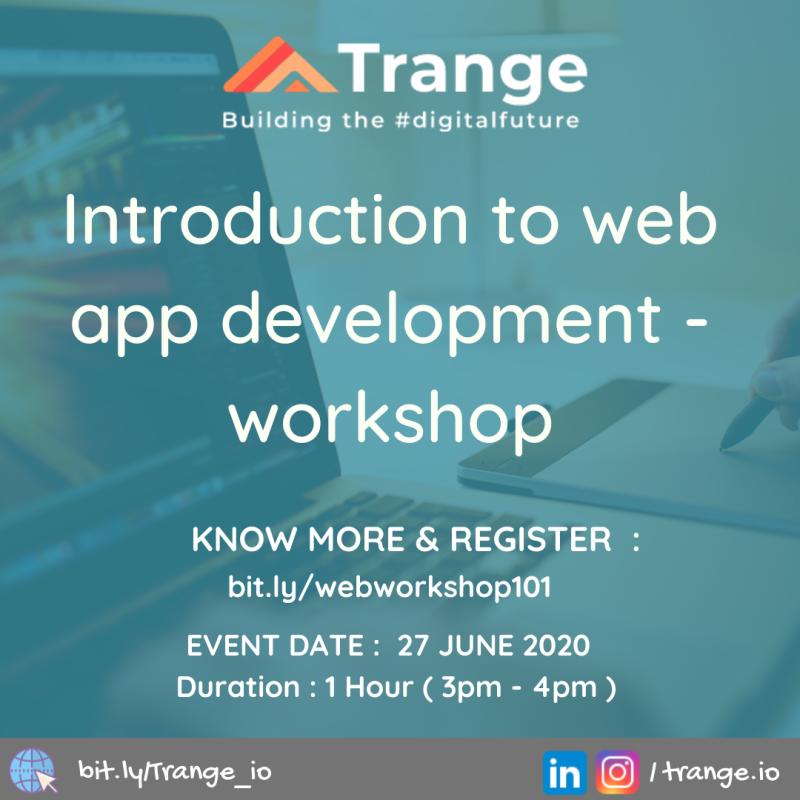 Trange
Building the #digitalfuture
Introduction to web
app development -
workshop
KNOW MORE & REGISTER :
bit.ly/webworkshop101
EVENT DATE : 27 JUNE 2020
Duration : 1 Hour ( 3pm - 4pm )
bit.ly/Trange_io
in
/ trange.io